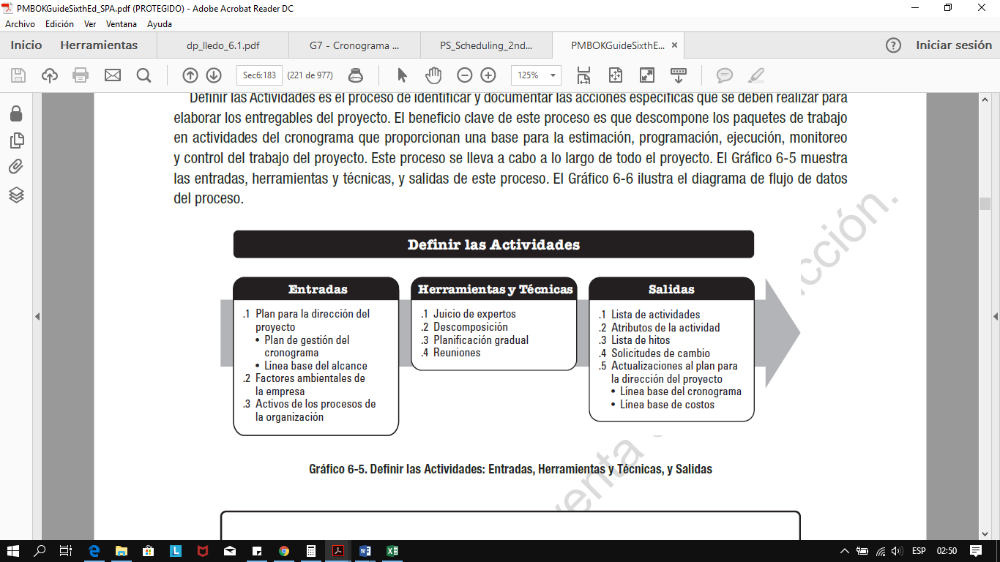 PMBOKGuideSixthEd_SPA.pdf (PROTEGIDO) - Adobe Acrobat Reader DC
Archivo Edición Ver Ventana Ayuda
Inicio Herramientas dp_lledo_6.1.pdf G7 - Cronograma ... PS_Scheduling_2nd... PMBOKGuideSixthE... Iniciar sesión
Sec6:183 (221 de 977) 125%
Definir las Actividades es el proceso de identificar y documentar las acciones específicas que se deben realizar para
elaborar los entregables del proyecto. El beneficio clave de este proceso es que descompone los paquetes de trabajo
en actividades del cronograma que proporcionan una base para la estimación, programación, ejecución, monitoreo
y control del trabajo del proyecto. Este proceso se lleva a cabo a lo largo de todo el proyecto. El Gráfico 6-5 muestra
las entradas, herramientas y técnicas, y salidas de este proceso. El Gráfico 6-6 ilustra el diagrama de flujo de datos
del proceso.
Definir las Actividades
Entradas
.1 Plan para la dirección del
proyecto
• Plan de gestión del
cronograma
• Línea base del alcance
.2 Factores ambientales de
la empresa
.3 Activos de los procesos de
la organización
Herramientas y Técnicas
.1 Juicio de expertos
.2 Descomposición
.3 Planificación gradual
.4 Reuniones
Salidas
.1 Lista de actividades
.2 Atributos de la actividad
.3 Lista de hitos
.4 Solicitudes de cambio
.5 Actualizaciones al plan para
la dirección del proyecto
• Línea base del cronograma
• Línea base de costos
Gráfico 6-5. Definir las Actividades: Entradas, Herramientas y Técnicas, y Salidas
venta
cción.
ESP 02:50